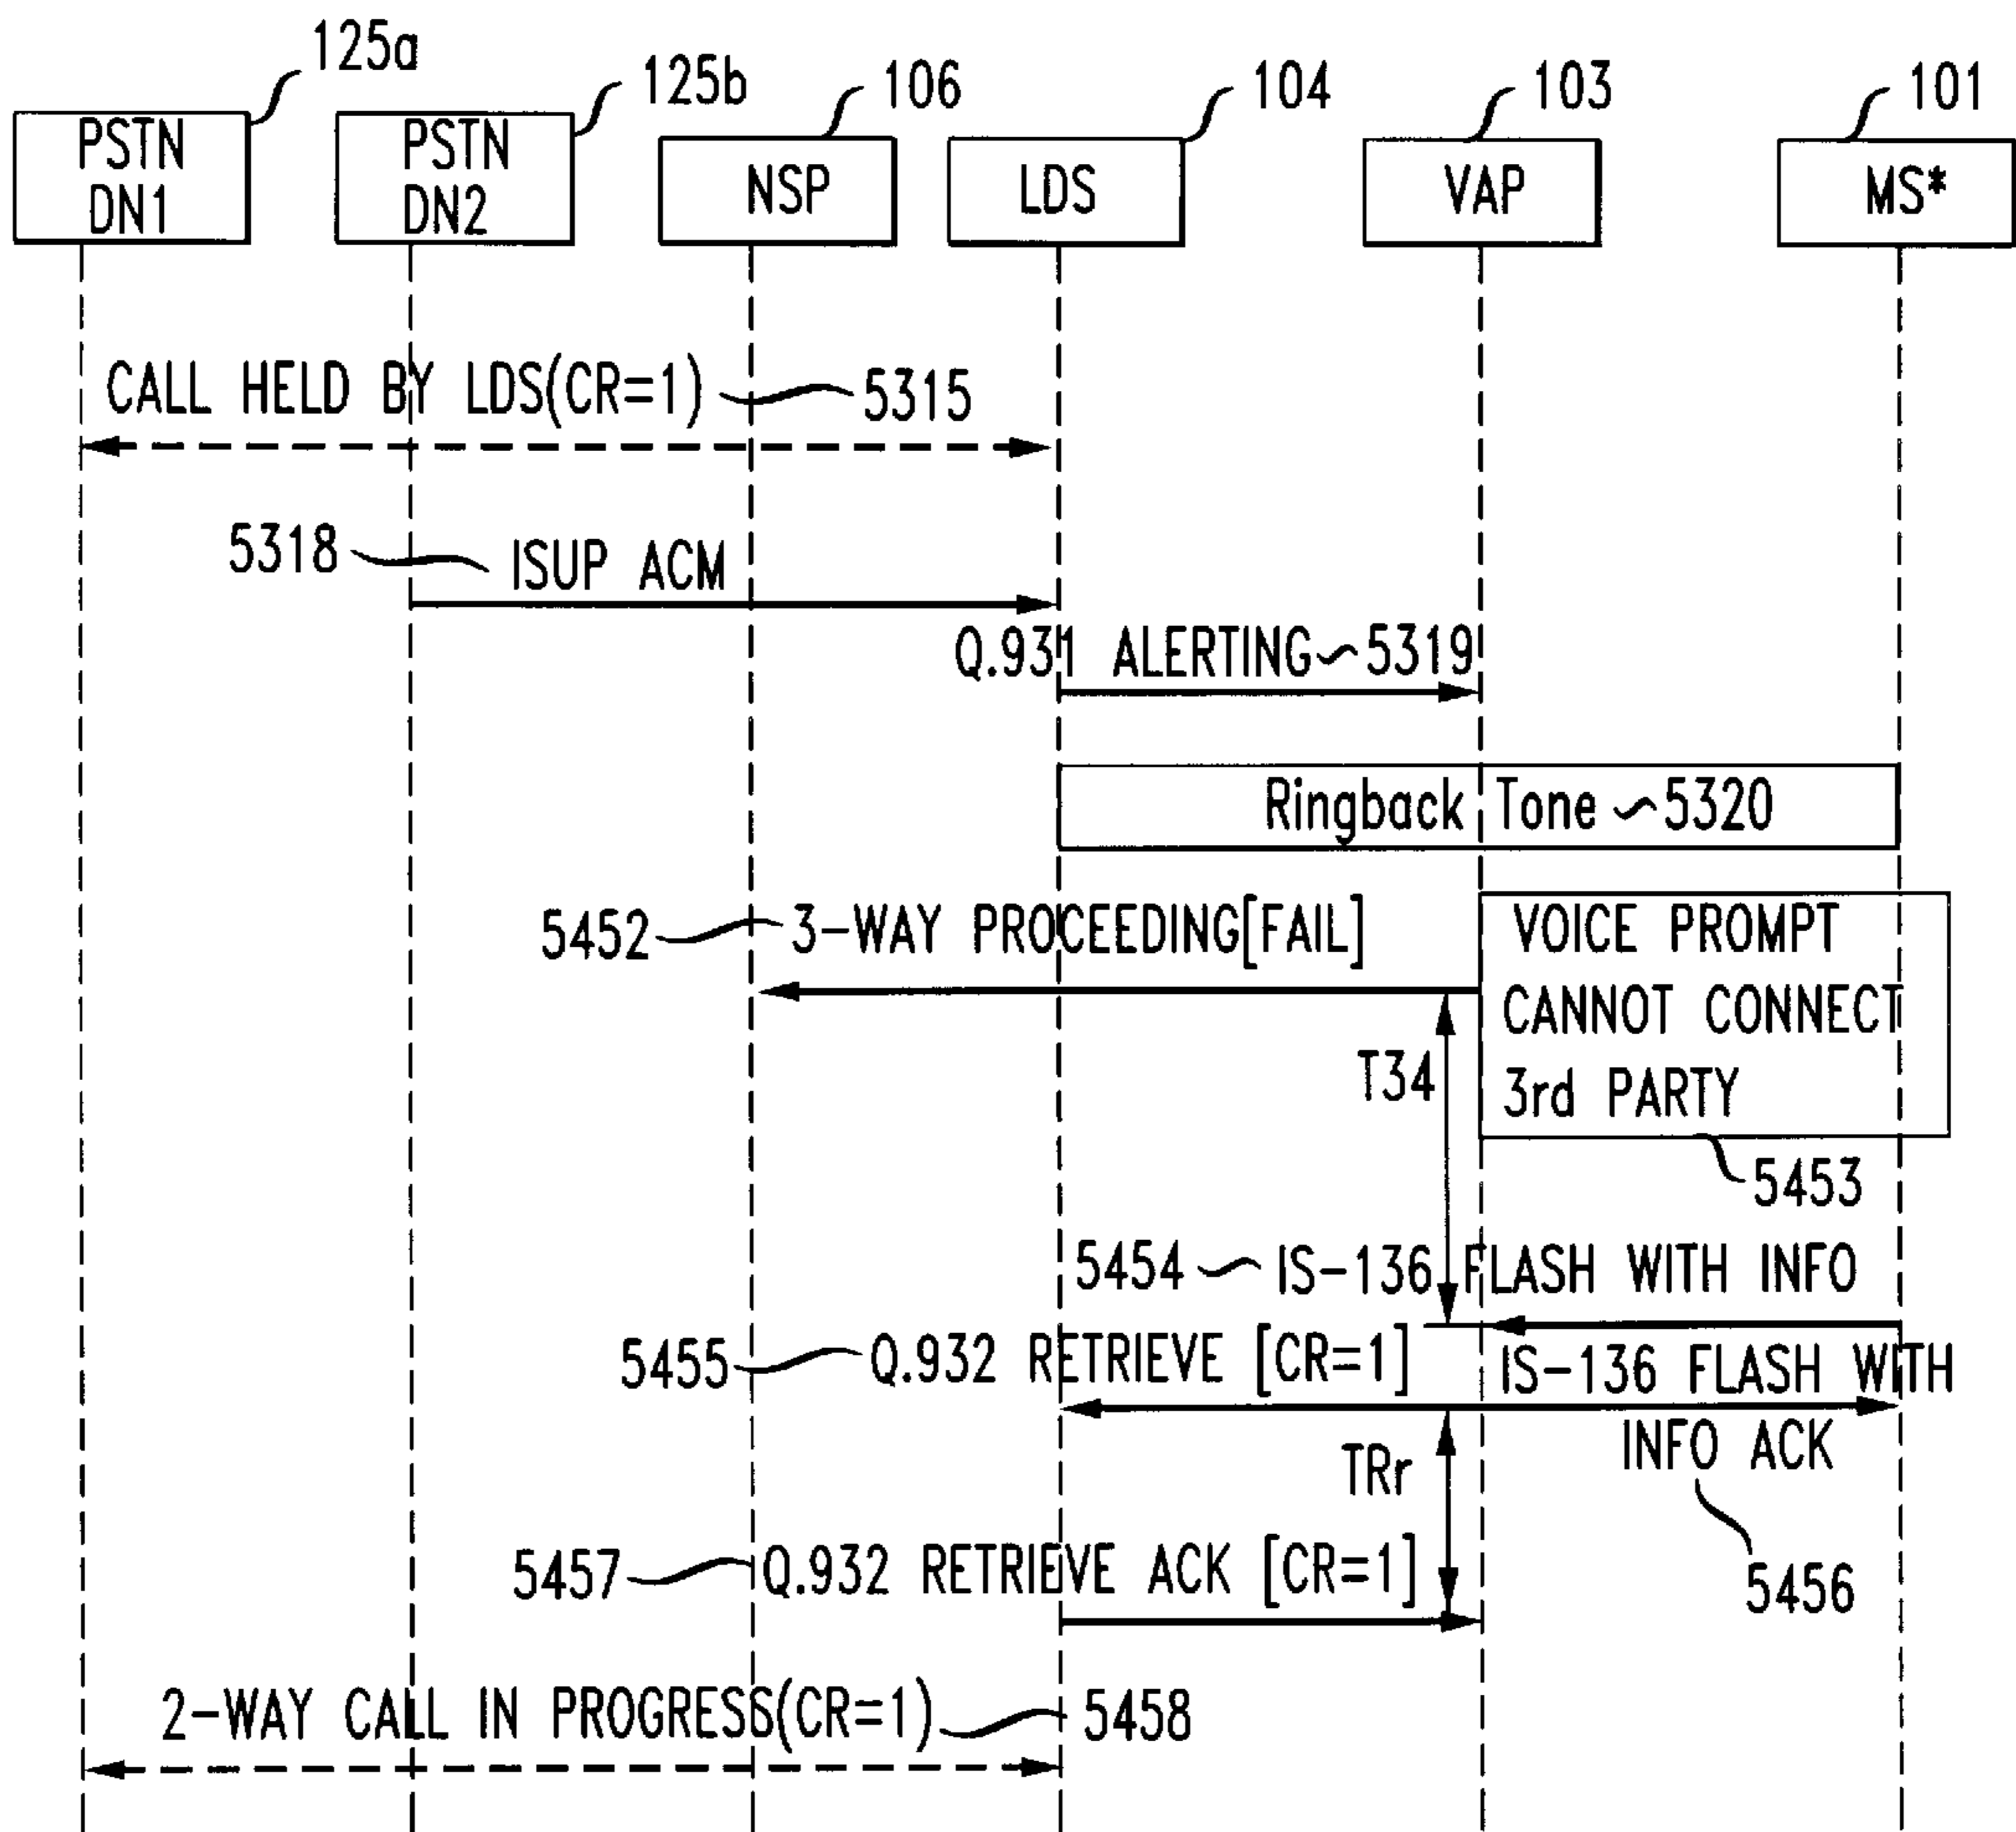 125a
125b
106
104
103
101
PSTN
DN1
PSTN
DN2
NSP
LDS
VAP
MS*
CALL HELD BY LDS(CR=1)
5315
5318
ISUP ACM
Q.931 ALERTING
5319
Ringback Tone
5320
5452
3-WAY PROCEEDING[FAIL]
VOICE PROMPT
CANNOT CONNECT
3rd PARTY
T34
5453
5454
IS-136 FLASH WITH INFO
5455
Q.932 RETRIEVE [CR=1]
IS-136 FLASH WITH
INFO ACK
TRr
5457
Q.932 RETRIEVE ACK [CR=1]
5456
2-WAY CALL IN PROGRESS(CR=1)
5458